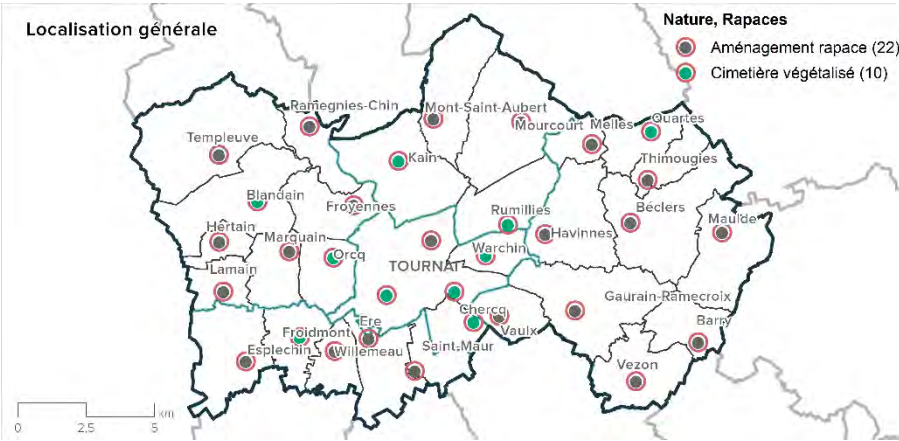 Localisation générale
Nature, Rapaces
Aménagement rapace (22)
Cimetière végétalisé (10)
Ramegnies-Chin
Mont-Saint-Aubert
Mourcourt
Melles
Quartes
Templeuve
Kain
Thimougies
Blandain
Froyennes
Rumillies
Béclers
Maulde
Hertain
Marquain
Orcq
Warchin
Havinnes
Lamain
TOURNAI
Gaurain-Ramecroix
Chercq
Vaulx
Barry
Froidmont
Ere
Esplechin
Willemeau
Saint-Maur
Vezon
km
0 2,5 5